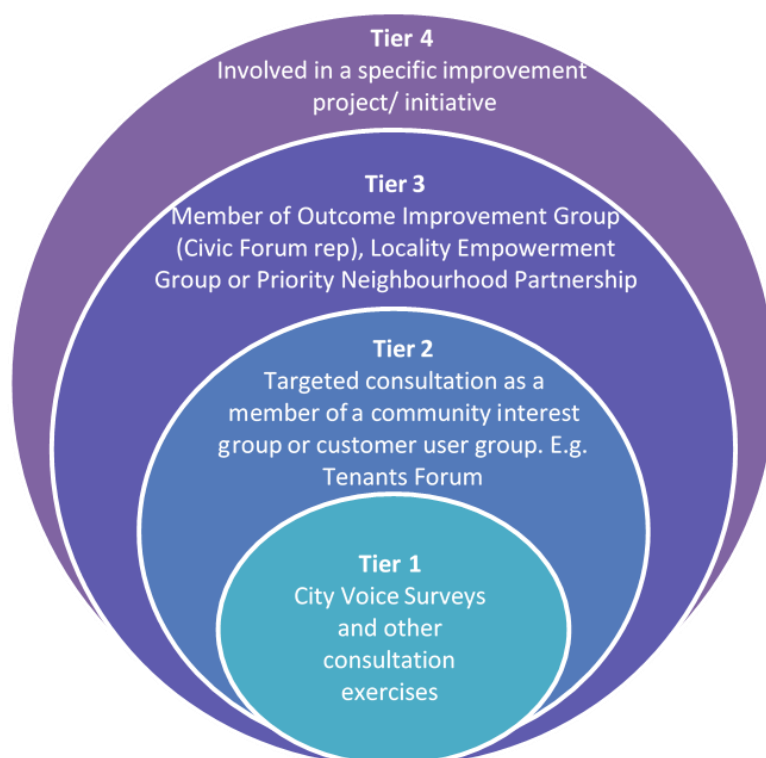 Tier 4
Involved in a specific improvement
project/ initiative
Tier 3
Member of Outcome Improvement Group
(Civic Forum rep), Locality Empowerment
Group or Priority Neighbourhood Partnership
Tier 2
Targeted consultation as a
member of a community interest
group or customer user group. E.g.
Tenants Forum
Tier 1
City Voice Surveys
and other
consultation
exercises